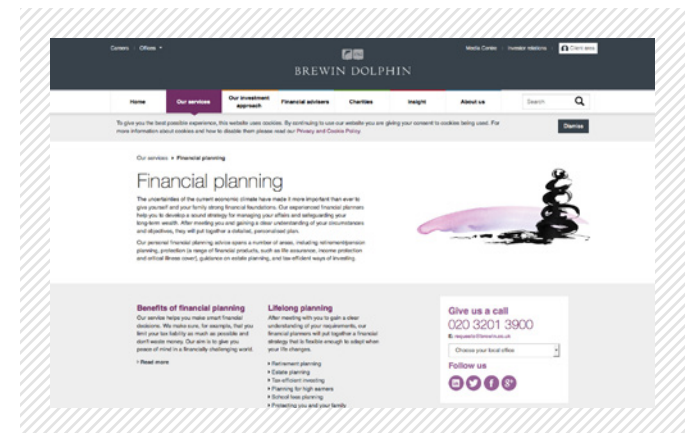 Careers Offices
Media Centre Investor relations Client area
BREWIN DOLPHIN
Home Our services Our investment approach Financial advisers Charities Insight About us Search
To give you the best possible experience, this website uses cookies. By continuing to use our website you are giving your consent to cookies being used. For
more information about cookies and how to disable them please read our Privacy and Cookie Policy.
Dismiss
Our services Financial planning
Financial planning
The uncertainties of the current economic climate have made it more important than ever to
give yourself and your family strong financial foundations. Our experienced financial planners
help you to develop a sound strategy for managing your affairs and safeguarding your
long-term wealth. After meeting you and gaining a clear understanding of your circumstances
and objectives, they will put together a detailed, personalised plan.
Our personal financial planning advice spans a number of areas, including retirement/pension
planning, protection (a range of financial products, such as life assurance, income protection
and critical illness cover), guidance on estate planning, and tax-efficient ways of investing
Benefits of financial planning
Our service helps you make smart financial
decisions. We make sure, for example, that you
limit your tax liability as much as possible and
don't waste money. Our aim is to give you
peace of mind in a financially challenging world.
Read more
Lifelong planning
After meeting with you to gain a clear
understanding of your requirements, our
financial planners will put together a financial
strategy that is flexible enough to adapt when
your life changes.
Retirement planning
Estate planning
Tax-efficient investing
Planning for high earners
School fees planning
Protecting you and your family
Give us a call
020 3201 3900
Choose your local office
Follow us